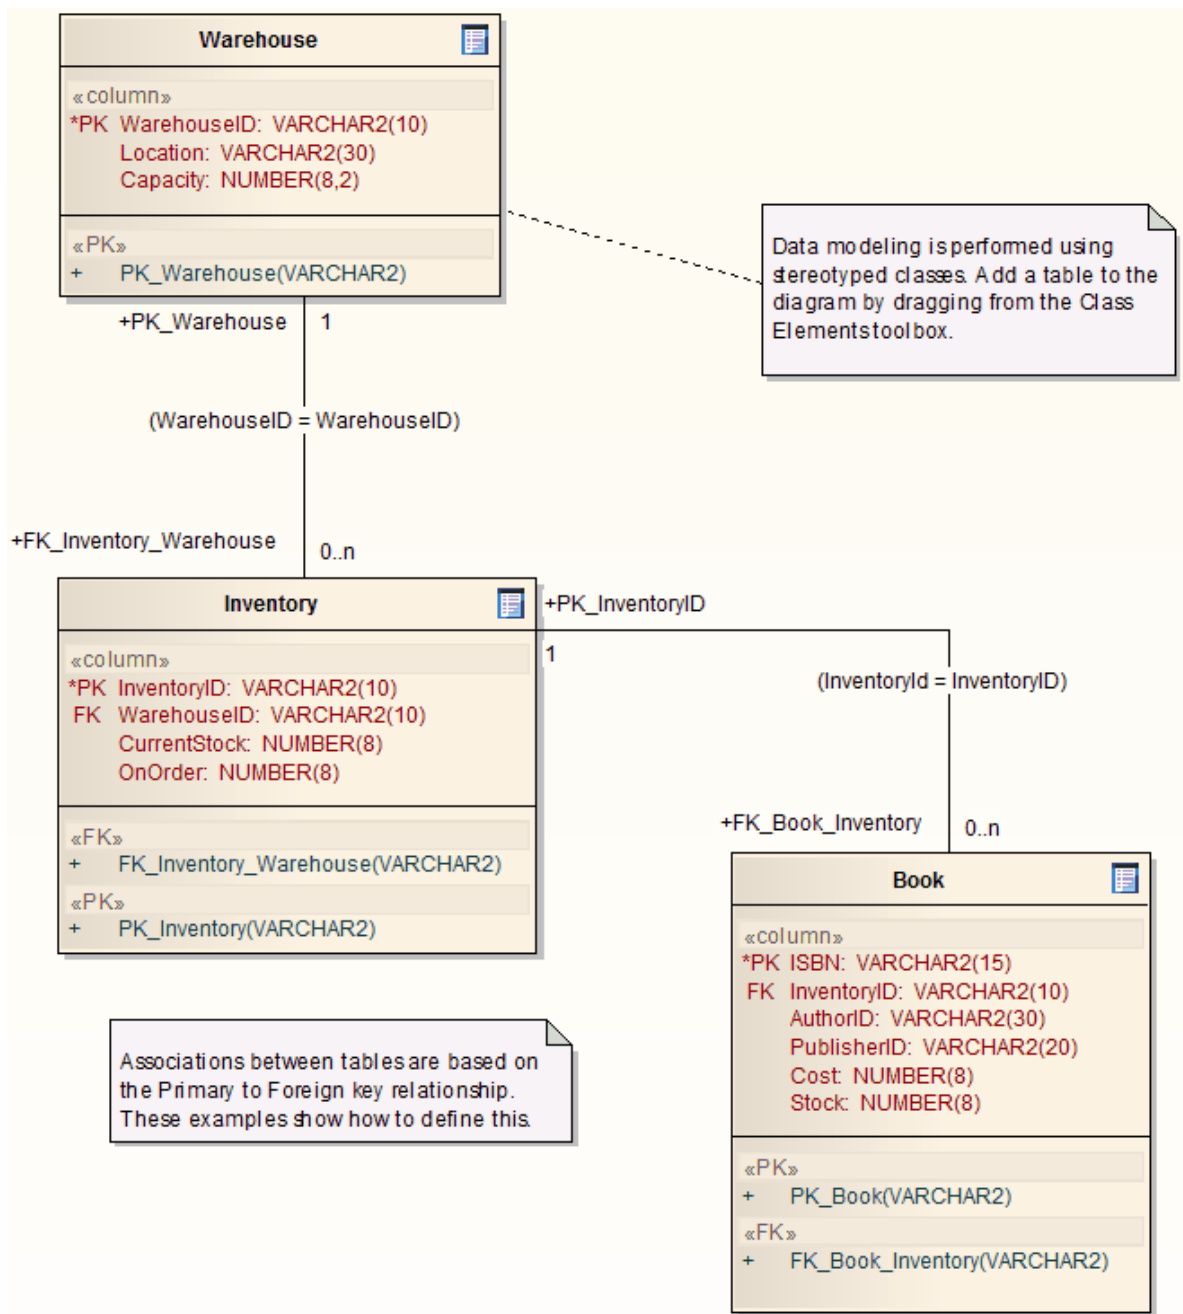 Warehouse
«column»
*PK WarehouseID: VARCHAR2(10)
Location: VARCHAR2(30)
Capacity: NUMBER(8,2)
«PK»
+ PK_Warehouse(VARCHAR2)
Data modeling is performed using
stereotyped classes. Add a table to the
diagram by dragging from the Class
Elements toolbox.
+PK_Warehouse 1
(WarehouseID = WarehouseID)
+FK_Inventory_Warehouse 0..n
Inventory
«column»
*PK InventoryID: VARCHAR2(10)
FK WarehouseID: VARCHAR2(10)
CurrentStock: NUMBER(8)
OnOrder: NUMBER(8)
«FK»
+ FK_Inventory_Warehouse(VARCHAR2)
«PK»
+ PK_Inventory(VARCHAR2)
+PK_InventoryID
1
(InventoryId = InventoryID)
+FK_Book_Inventory 0..n
Book
«column»
*PK ISBN: VARCHAR2(15)
FK InventoryID: VARCHAR2(10)
AuthorID: VARCHAR2(30)
PublisherID: VARCHAR2(20)
Cost: NUMBER(8)
Stock: NUMBER(8)
«PK»
+ PK_Book(VARCHAR2)
«FK»
+ FK_Book_Inventory(VARCHAR2)
Associations between tables are based on
the Primary to Foreign key relationship.
These examples show how to define this.